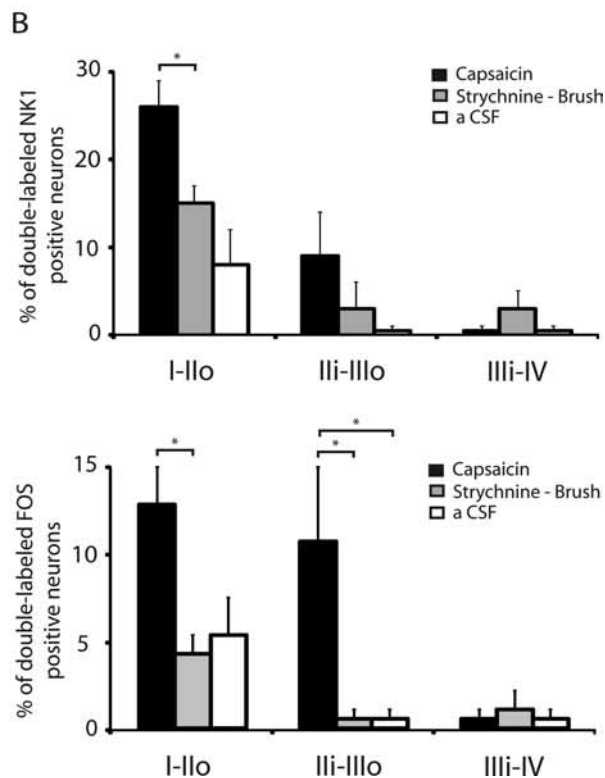 B
% of double-labeled NK1
positive neurons
30
20
10
0
*
Capsaicin
Strychnine - Brush
a CSF
I-IIo
IIi-IIIo
IIIi-IV
% of double-labeled FOS
positive neurons
15
10
5
0
*
*
*
Capsaicin
Strychnine - Brush
a CSF
I-IIo
IIi-IIIo
IIIi-IV